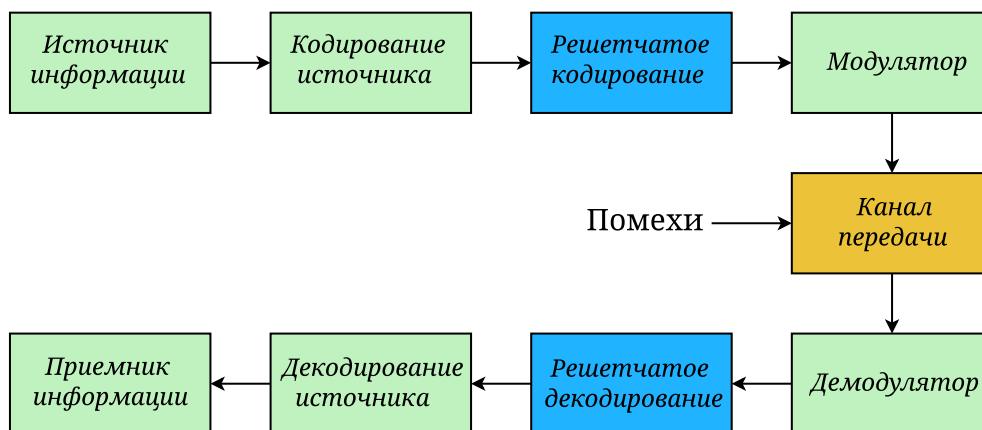 Источник
информации
Кодирование
источника
Решетчатое
кодирование
Модулятор
Помехи
Канал
передачи
Приемник
информации
Декодирование
источника
Решетчатое
декодирование
Демодулятор